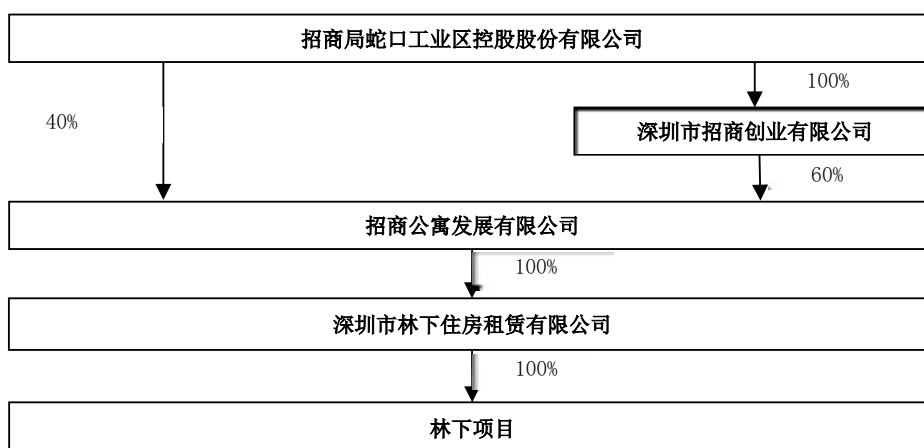 招商局蛇口工业区控股股份有限公司
100%
40%
深圳市招商创业有限公司
60%
招商公寓发展有限公司
100%
深圳市林下住房租赁有限公司
100%
林下项目